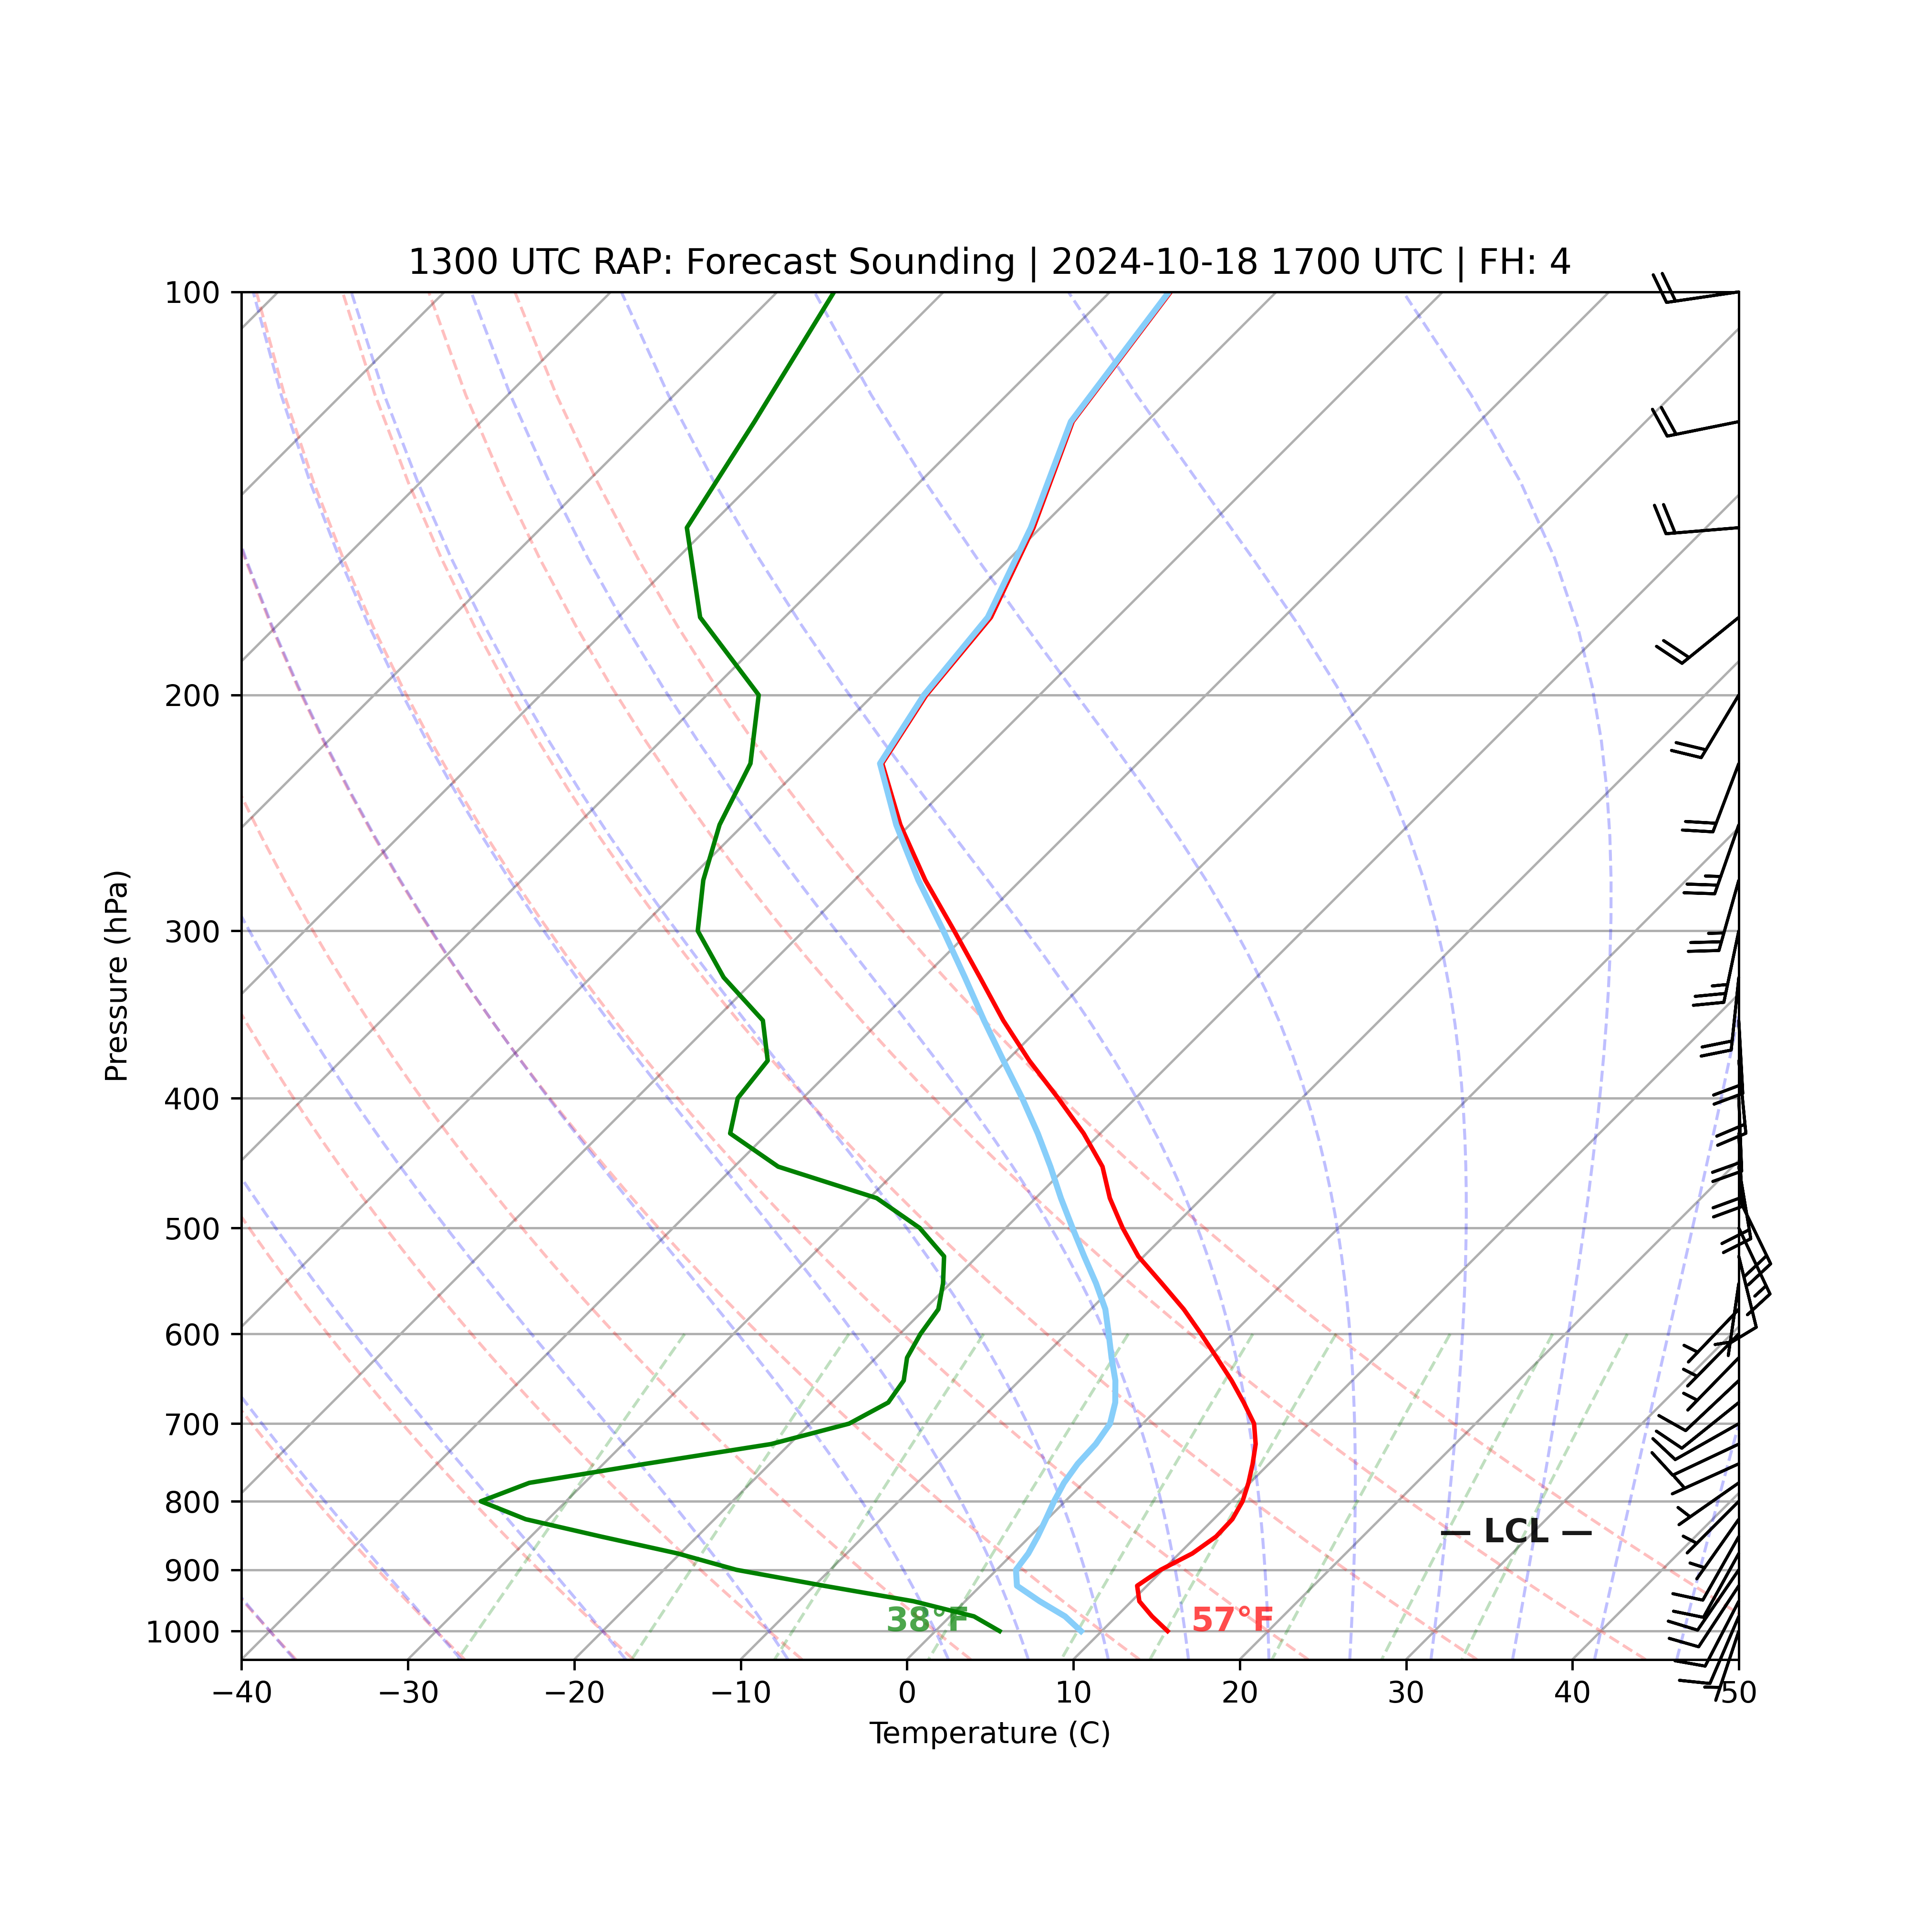 1300 UTC RAP: Forecast Sounding | 2024-10-18 1700 UTC | FH: 4
100
200
300
400
500
600
700
800
900
1000
Pressure (hPa)
— LCL —
38°F
57°F
−40 −30 −20 −10 0 10 20 30 40 50
Temperature (C)